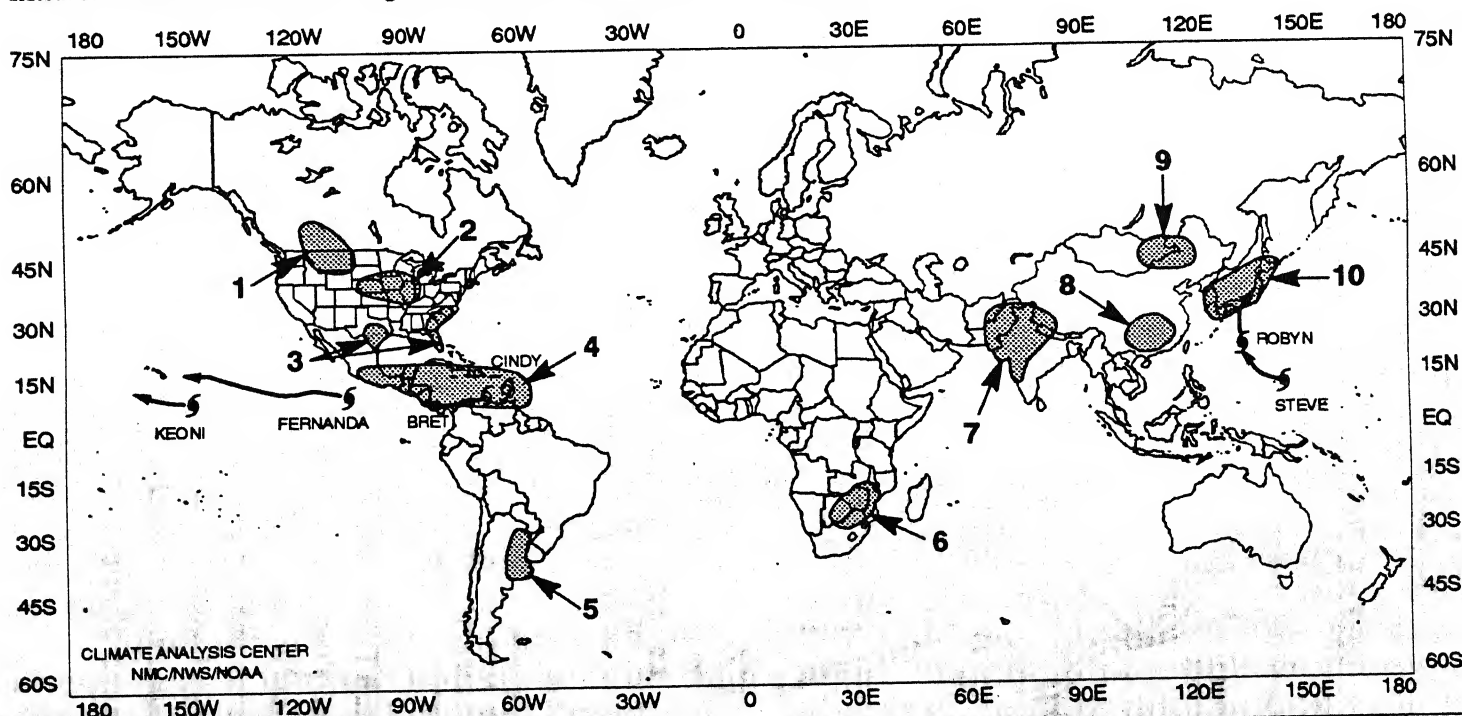 180 150W 120W 90W 60W 30W 0 30E 60E 90E 120E 150E 180
75N 75N
60N 60N
9
2
45N 45N
1
10
8
30N 30N
3
4
CINDY
ROBYN
15N 15N
STEVE
KEONI FERNANDA BRET
7
EQ EQ
15S 15S
6
30S 30S
5
45S 45S
CLIMATE ANALYSIS CENTER
NMC/NWS/NOAA
60S 60S
180 150W 120W 90W 60W 30W 0 30E 60E 90E 120E 150E 180